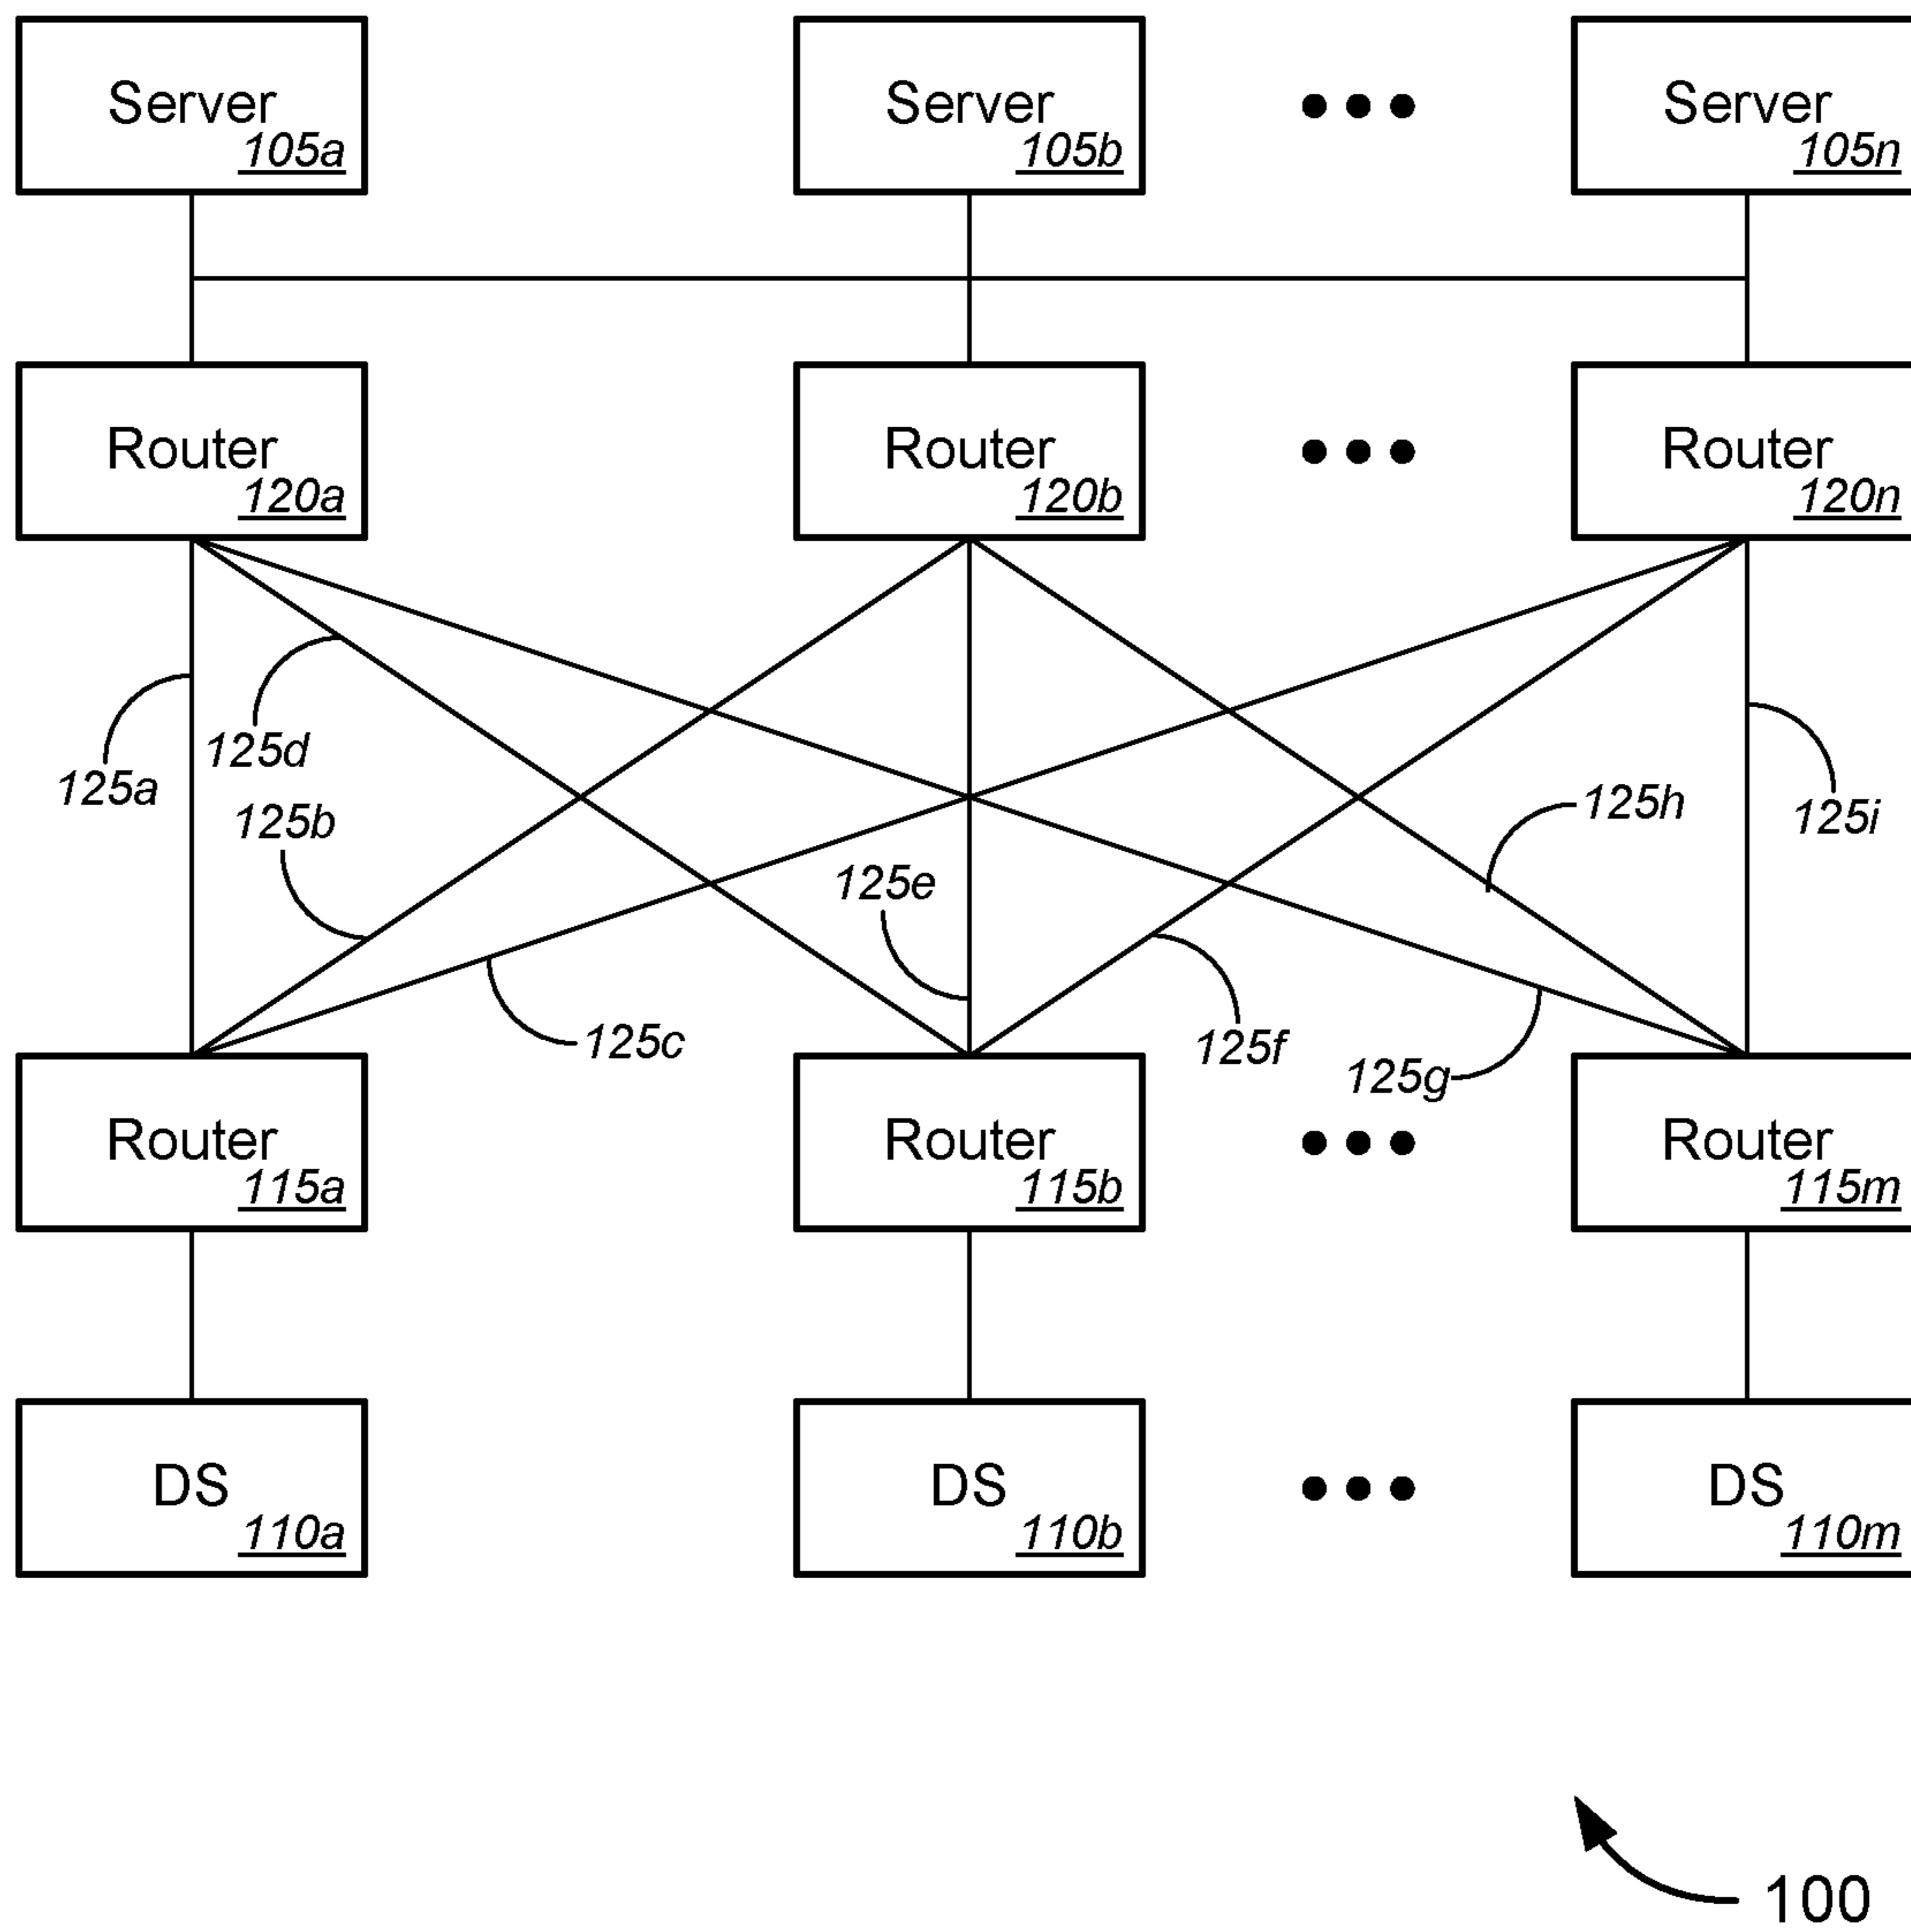 Server
105a
Server
105b
Server
105n
Router
120a
Router
120b
Router
120n
125d
125a
125b
125h
125i
125e
125c
125f
125g
Router
115a
Router
115b
Router
115m
DS
110a
DS
110b
DS
110m
100